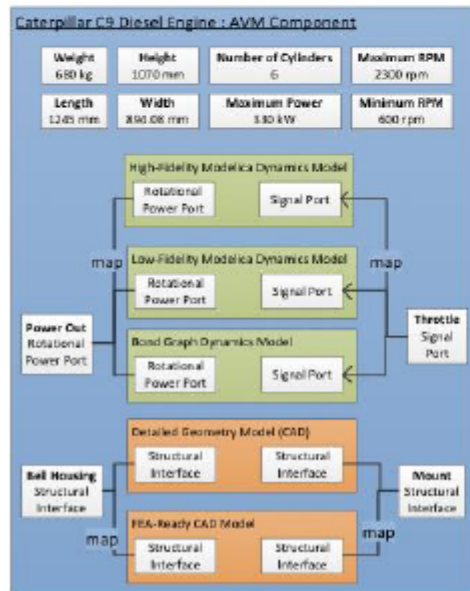 Caterpillar C9 Diesel Engine : AVM Component
Weight
680 kg
Height
1070 mm
Number of Cylinders
6
Maximum RPM
2300 rpm
Length
1245 mm
Width
894.08 mm
Maximum Power
330 kW
Minimum RPM
600 rpm
High-Fidelity Modelica Dynamics Model
Rotational
Power Port
Signal Port
map
map
Low-Fidelity Modelica Dynamics Model
Rotational
Power Port
Signal Port
Power Out
Rotational
Power Port
Throttle
Signal
Port
Bond Graph Dynamics Model
Rotational
Power Port
Signal Port
Detailed Geometry Model (CAD)
Structural
Interface
Structural
Interface
Bell Housing
Structural
Interface
Mount
Structural
Interface
map
map
FEA-Ready CAD Model
Structural
Interface
Structural
Interface